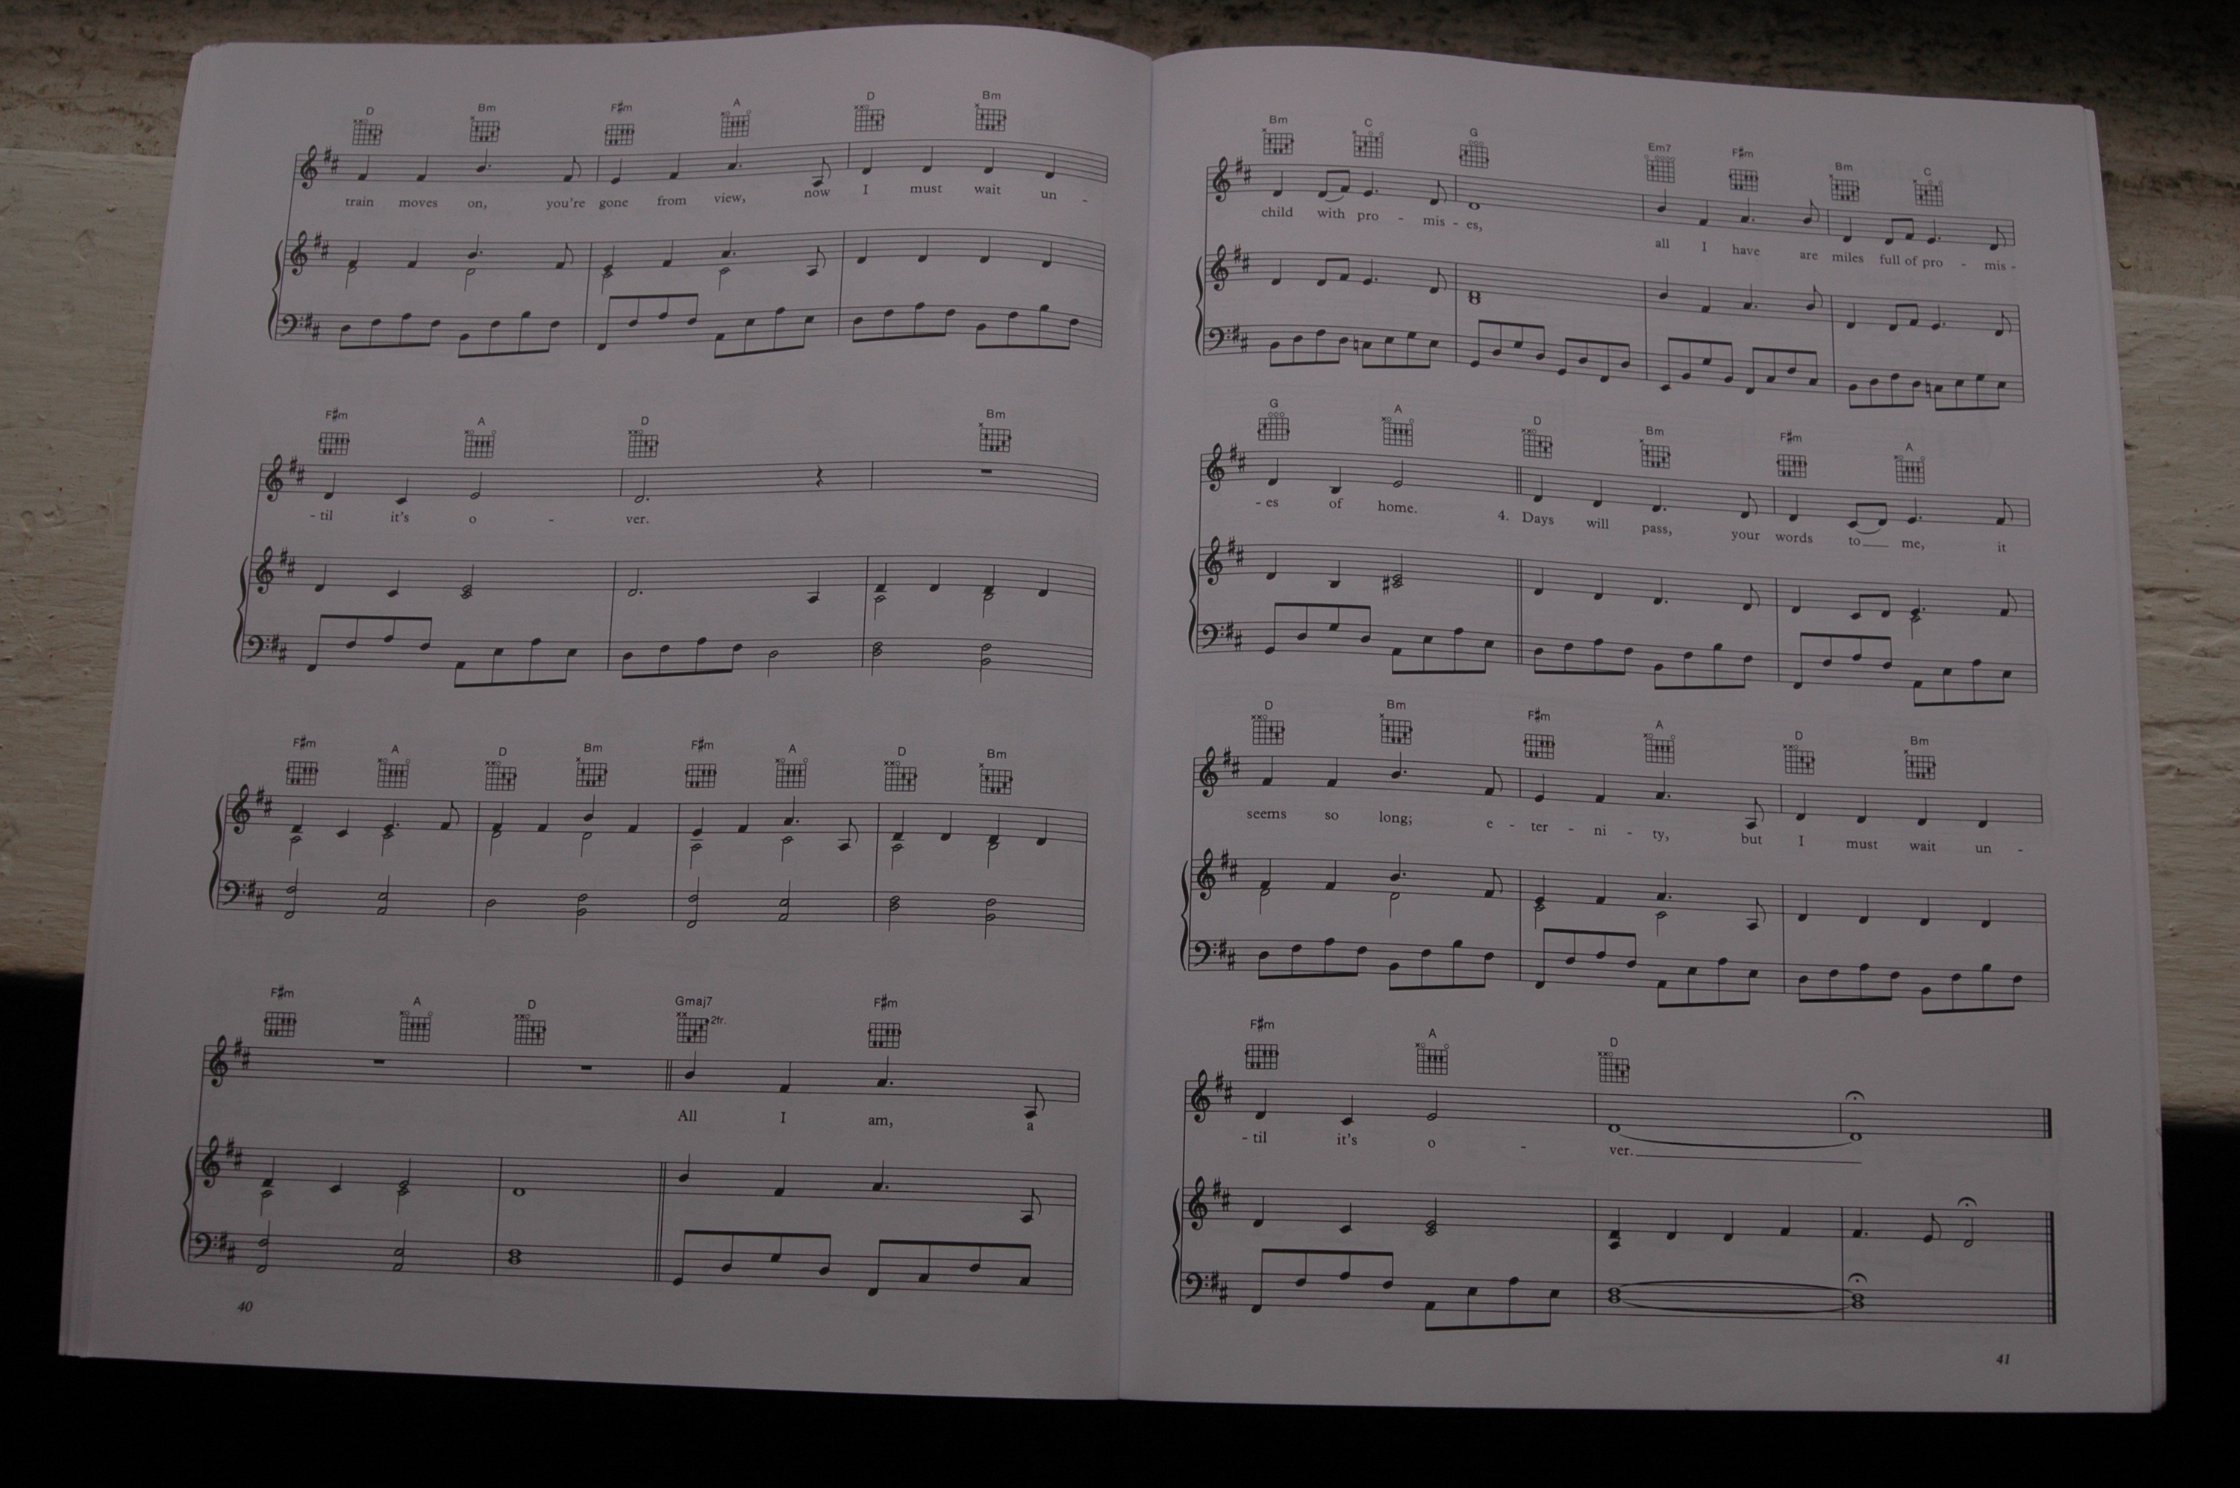 D Bm F♯m A D Bm
train moves on, you're gone from view, now I must wait un -
F♯m A D Bm
- til it's o - ver.
F♯m A D Bm F♯m A D Bm
F♯m A D Gmaj7 F♯m
2fr.
All I am, a
40
Bm C G Em7 F♯m Bm C
child with pro - mis - es, all I have are miles full of pro - mis -
G A D Bm F♯m A
- es of home. 4. Days will pass, your words to me, it
D Bm F♯m A D Bm
seems so long; e - ter - ni - ty, but I must wait un -
F♯m A D
- til it's o - ver.
41